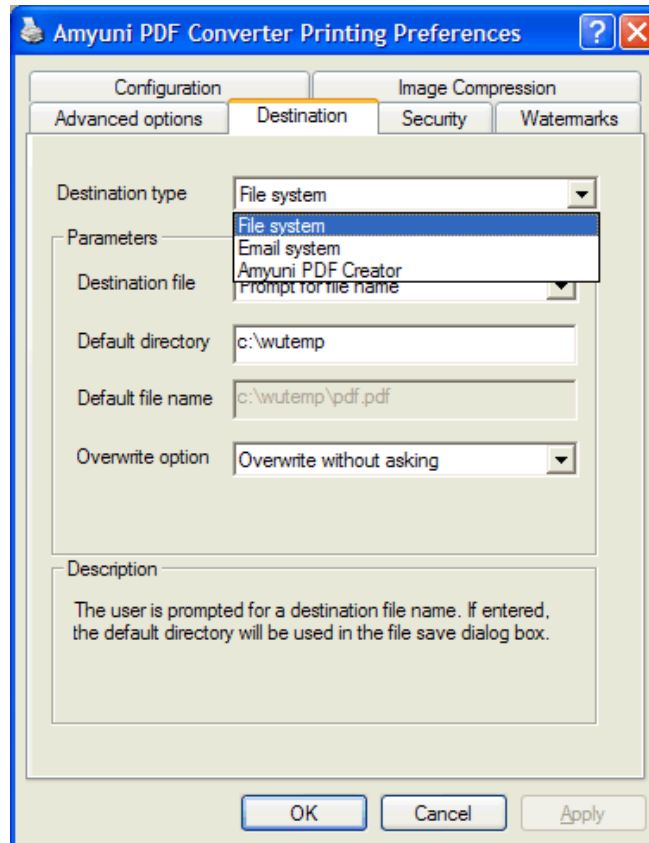 Amyuni PDF Converter Printing Preferences
Configuration Image Compression
Advanced options Destination Security Watermarks
Destination type File system
File system
Email system
Amyuni PDF Creator
Parameters
Destination file Prompt for file name
Default directory c:\wutemp
Default file name c:\wutemp\pdf.pdf
Overwrite option Overwrite without asking
Description
The user is prompted for a destination file name. If entered,
the default directory will be used in the file save dialog box.
OK Cancel Apply